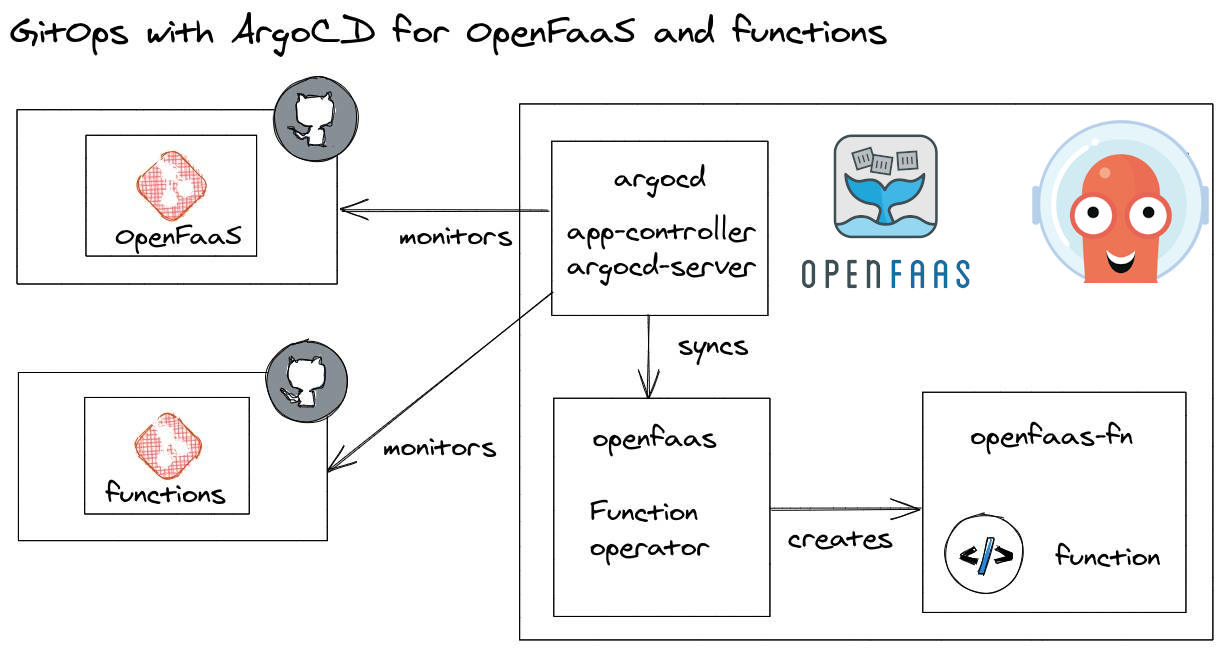 GitOps with ArgoCD for OpenFaaS and functions
OpenFaaS
monitors
argocd
app-controller
argocd-server
OPENFAAS
syncs
functions
monitors
openfaas
Function
operator
creates
openfaas-fn
</>
function